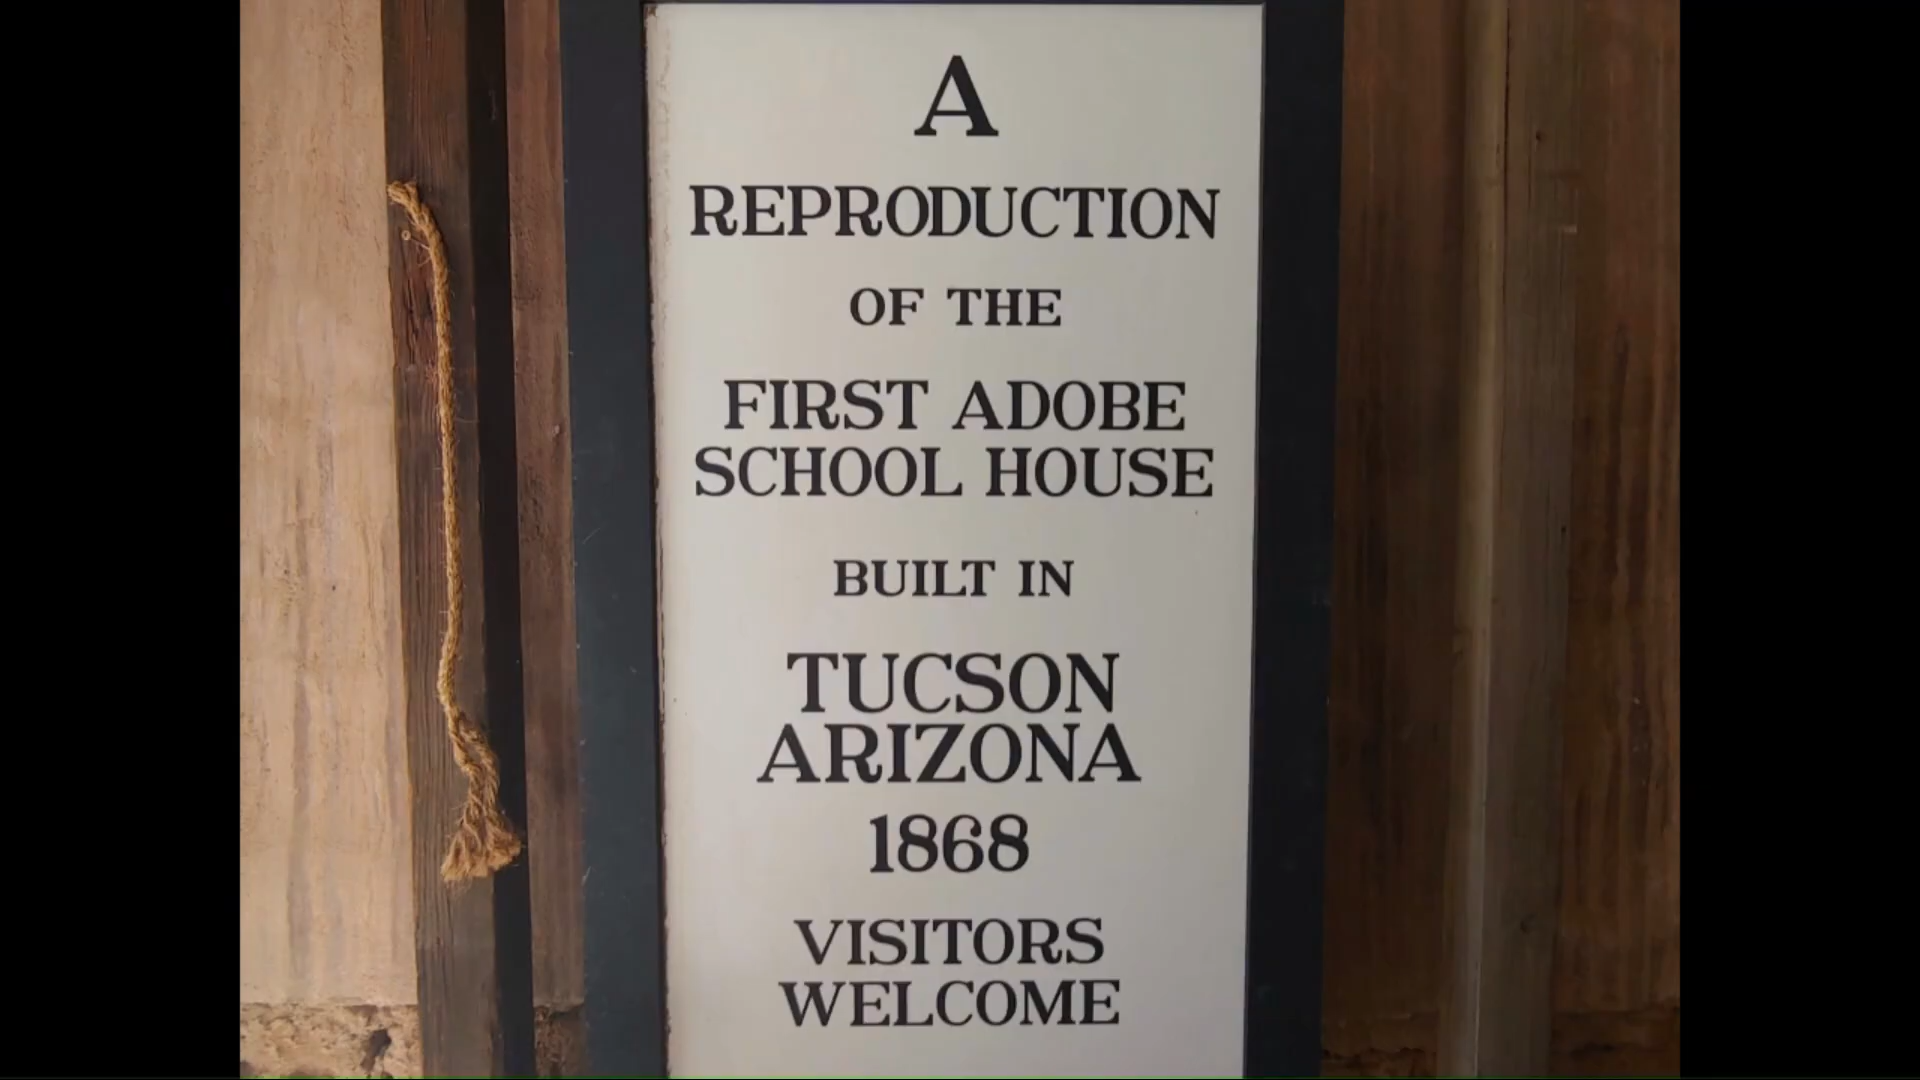 A
REPRODUCTION
OF THE
FIRST ADOBE
SCHOOL HOUSE
BUILT IN
TUCSON
ARIZONA
1868
VISITORS
WELCOME